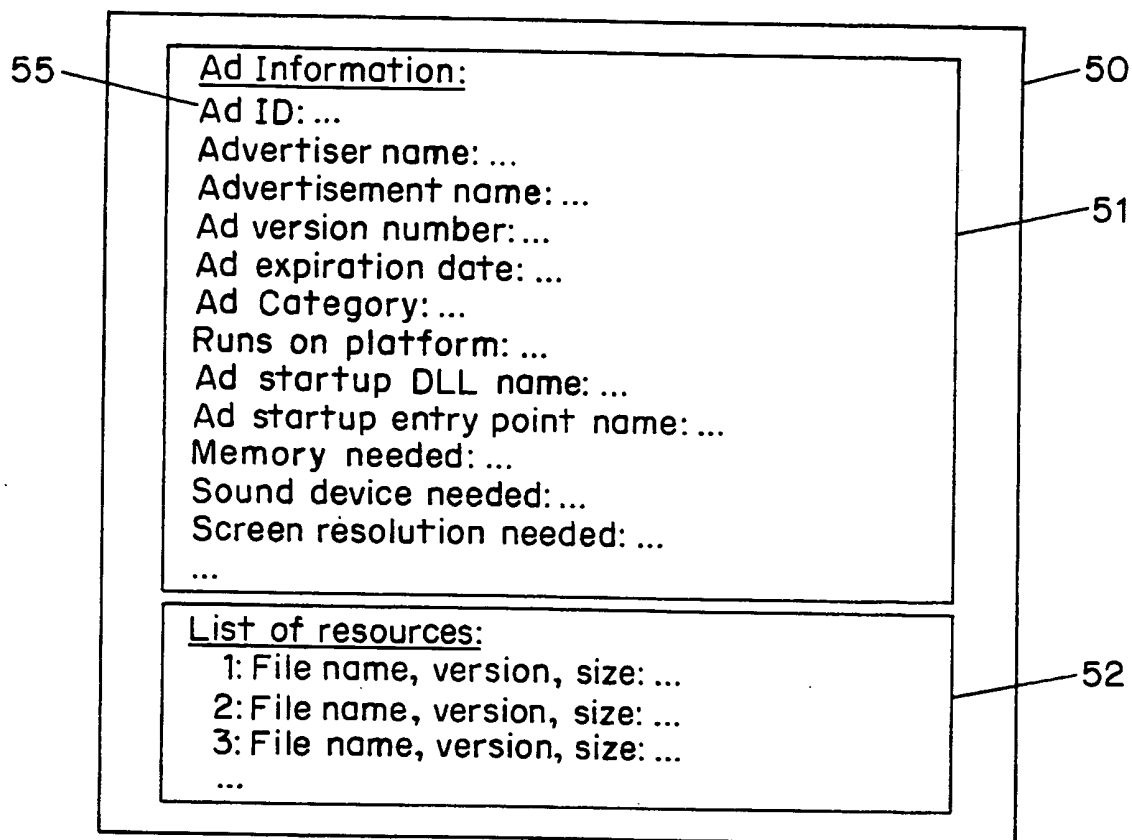 55
50
Ad Information:
Ad ID: ...
Advertiser name: ...
Advertisement name: ...
Ad version number: ...
51
Ad expiration date: ...
Ad Category: ...
Runs on platform: ...
Ad startup DLL name: ...
Ad startup entry point name: ...
Memory needed: ...
Sound device needed: ...
Screen resolution needed: ...
...
List of resources:
1: File name, version, size: ...
52
2: File name, version, size: ...
3: File name, version, size: ...
...